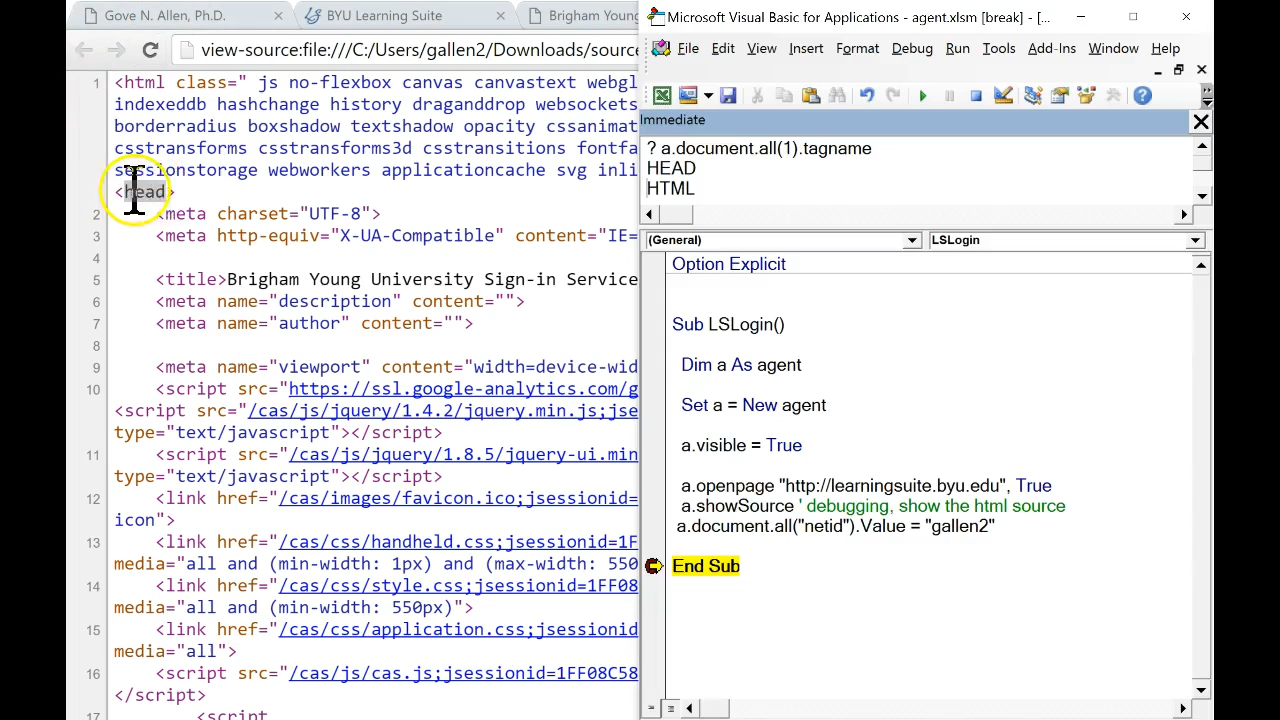 Gove N. Allen, Ph.D.
BYU Learning Suite
Brigham Young
view-source:file:///C:/Users/gallen2/Downloads/source
1 <html class=" js no-flexbox canvas canvastext webgl
indexeddb hashchange history draganddrop websockets
borderradius boxshadow textshadow opacity cssanimat
csstransforms csstransforms3d csstransitions fontfa
sessionstorage webworkers applicationcache svg inli
<head>
2 <meta charset="UTF-8">
3 <meta http-equiv="X-UA-Compatible" content="IE=
4
5 <title>Brigham Young University Sign-in Service
6 <meta name="description" content="">
7 <meta name="author" content="">
8
9 <meta name="viewport" content="width=device-wid
10 <script src="https://ssl.google-analytics.com/g
<script src="/cas/js/jquery/1.4.2/jquery.min.js;jse
type="text/javascript"></script>
11 <script src="/cas/js/jquery/1.8.5/jquery-ui.min
type="text/javascript"></script>
12 <link href="/cas/images/favicon.ico;jsessionid=
icon">
13 <link href="/cas/css/handheld.css;jsessionid=1F
media="all and (min-width: 1px) and (max-width: 550
14 <link href="/cas/css/style.css;jsessionid=1FF08
media="all and (min-width: 550px)">
15 <link href="/cas/css/application.css;jsessionid
media="all">
16 <script src="/cas/js/cas.js;jsessionid=1FF08C58
</script>
17 <script
Microsoft Visual Basic for Applications - agent.xlsm [break] - [...
File Edit View Insert Format Debug Run Tools Add-Ins Window Help
Immediate
? a.document.all(1).tagname
HEAD
HTML
(General)
LSLogin
Option Explicit
Sub LSLogin()
Dim a As agent
Set a = New agent
a.visible = True
a.openpage "http://learningsuite.byu.edu", True
a.showSource ' debugging, show the html source
a.document.all("netid").Value = "gallen2"
End Sub